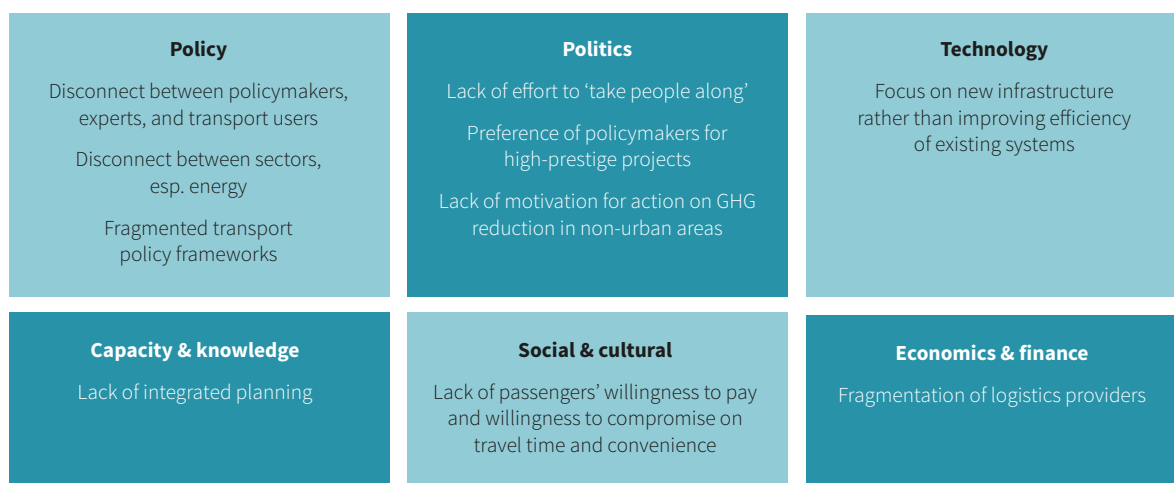 Policy
Disconnect between policymakers,
experts, and transport users
Disconnect between sectors,
esp. energy
Fragmented transport
policy frameworks
Politics
Lack of effort to ‘take people along’
Preference of policymakers for
high-prestige projects
Lack of motivation for action on GHG
reduction in non-urban areas
Technology
Focus on new infrastructure
rather than improving efficiency
of existing systems
Capacity & knowledge
Lack of integrated planning
Social & cultural
Lack of passengers’ willingness to pay
and willingness to compromise on
travel time and convenience
Economics & finance
Fragmentation of logistics providers